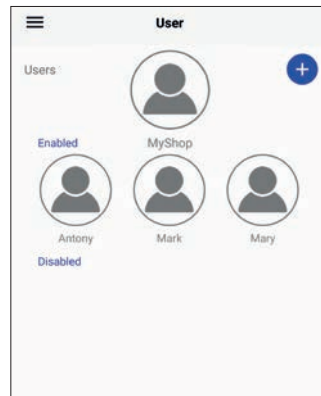 User
Users
MyShop
Enabled
Antony Mark Mary
Disabled